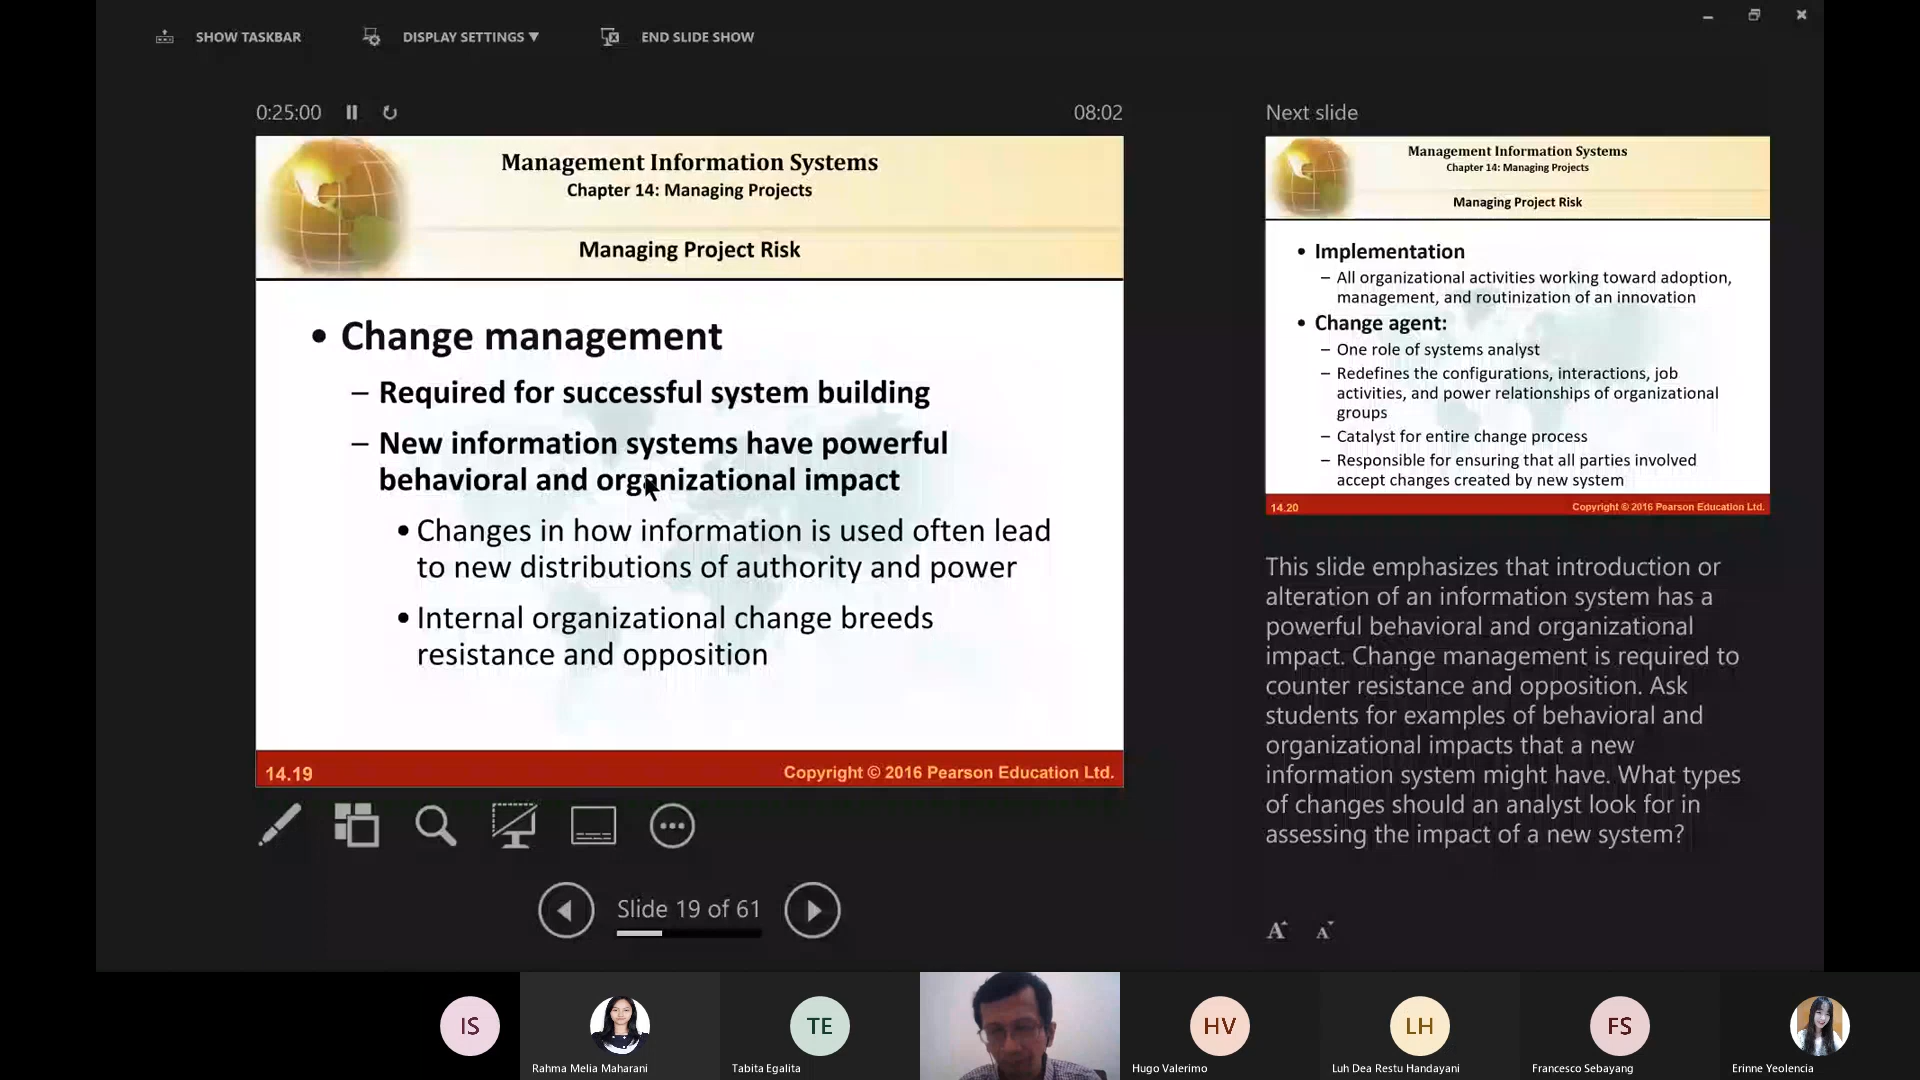 SHOW TASKBAR
DISPLAY SETTINGS ▼
END SLIDE SHOW
0:25:00
08:02
Management Information Systems
Chapter 14: Managing Projects
Managing Project Risk
• Change management
– Required for successful system building
– New information systems have powerful
behavioral and organizational impact
• Changes in how information is used often lead
to new distributions of authority and power
• Internal organizational change breeds
resistance and opposition
14.19
Copyright © 2016 Pearson Education Ltd.
Slide 19 of 61
Next slide
Management Information Systems
Chapter 14: Managing Projects
Managing Project Risk
• Implementation
– All organizational activities working toward adoption,
management, and routinization of an innovation
• Change agent:
– One role of systems analyst
– Redefines the configurations, interactions, job
activities, and power relationships of organizational
groups
– Catalyst for entire change process
– Responsible for ensuring that all parties involved
accept changes created by new system
14.20
Copyright © 2016 Pearson Education Ltd.
This slide emphasizes that introduction or
alteration of an information system has a
powerful behavioral and organizational
impact. Change management is required to
counter resistance and opposition. Ask
students for examples of behavioral and
organizational impacts that a new
information system might have. What types
of changes should an analyst look for in
assessing the impact of a new system?
A A
IS
TE
HV
LH
FS
Rahma Melia Maharani
Tabita Egalita
Hugo Valerimo
Luh Dea Restu Handayani
Francesco Sebayang
Erinne Yeolencia